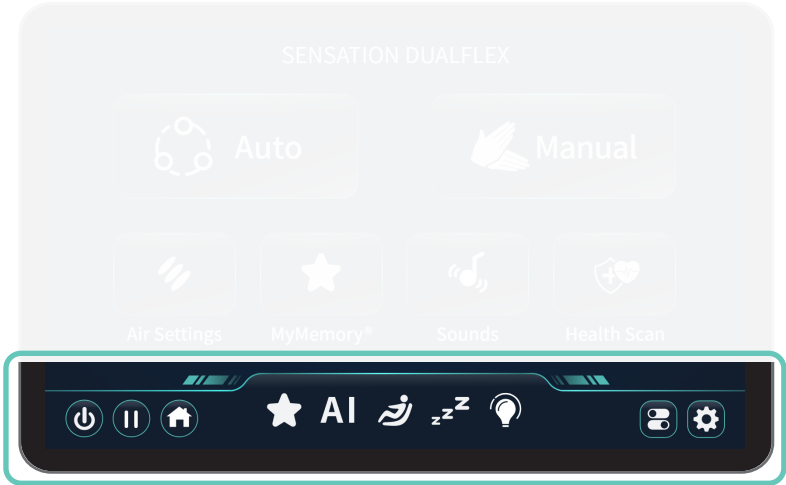 SENSATION DUALFLEX
Auto Manual
Air Settings MyMemory® Sounds Health Scan
AI zzZ